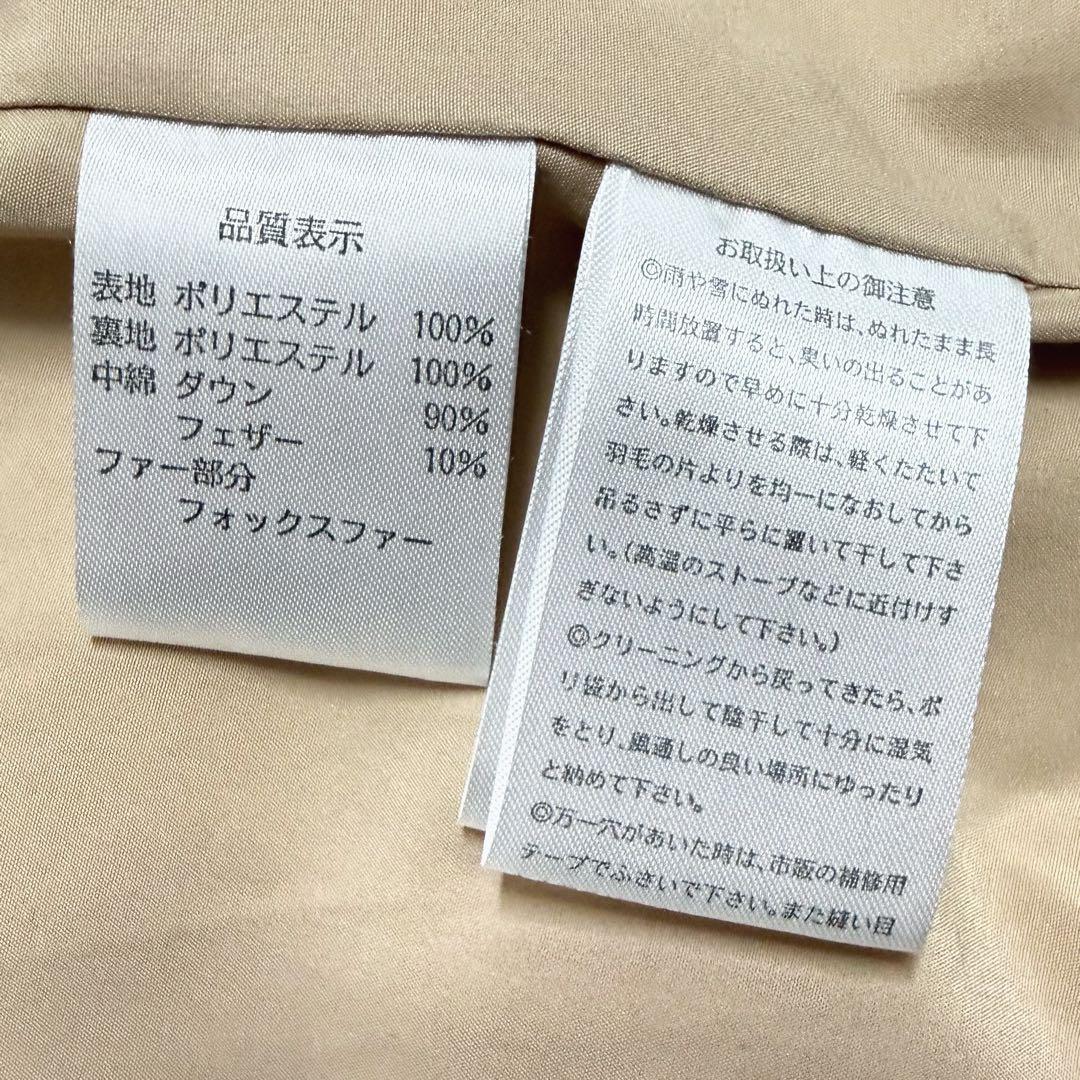 品質表示
表地 ポリエステル 100%
裏地 ポリエステル 100%
中綿 ダウン 90%
フェザー 10%
ファー部分
フォックスファー
お取扱い上の御注意
◎雨や雪にぬれた時は、ぬれたまま長
時間放置すると、臭いの出ることがあ
りますので早めに十分乾燥させて下
さい。乾燥させる際は、軽くたたいて
羽毛の片よりを均一になおしてから
吊るさずに平らに置いて干して下さ
い。(高温のストーブなどに近付けす
ぎないようにして下さい。)
◎クリーニングから戻ってきたら、ポ
リ袋から出して陰干して十分に湿気
をとり、風通しの良い場所にゆったり
と納めて下さい。
◎万一穴があいた時は、市販の補修用
テープでふさいで下さい。また縫い目